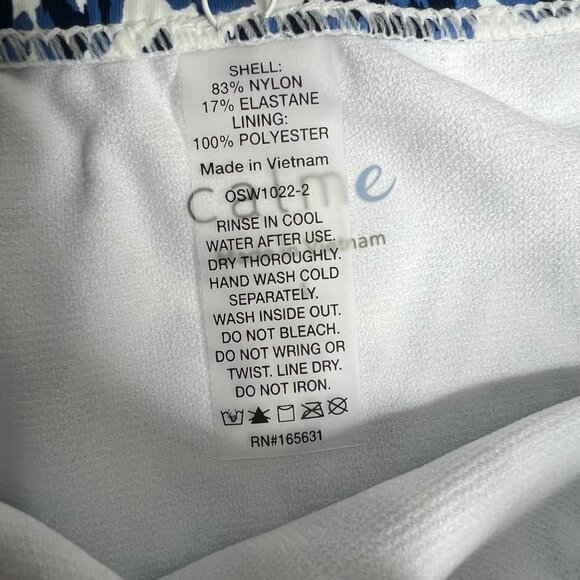 SHELL:
83% NYLON
17% ELASTANE
LINING:
100% POLYESTER
Made in Vietnam
calme
OSW1022-2
RINSE IN COOL
WATER AFTER USE.
DRY THOROUGHLY.
HAND WASH COLD
SEPARATELY.
WASH INSIDE OUT.
DO NOT BLEACH.
DO NOT WRING OR
TWIST. LINE DRY.
DO NOT IRON.
RN#165631